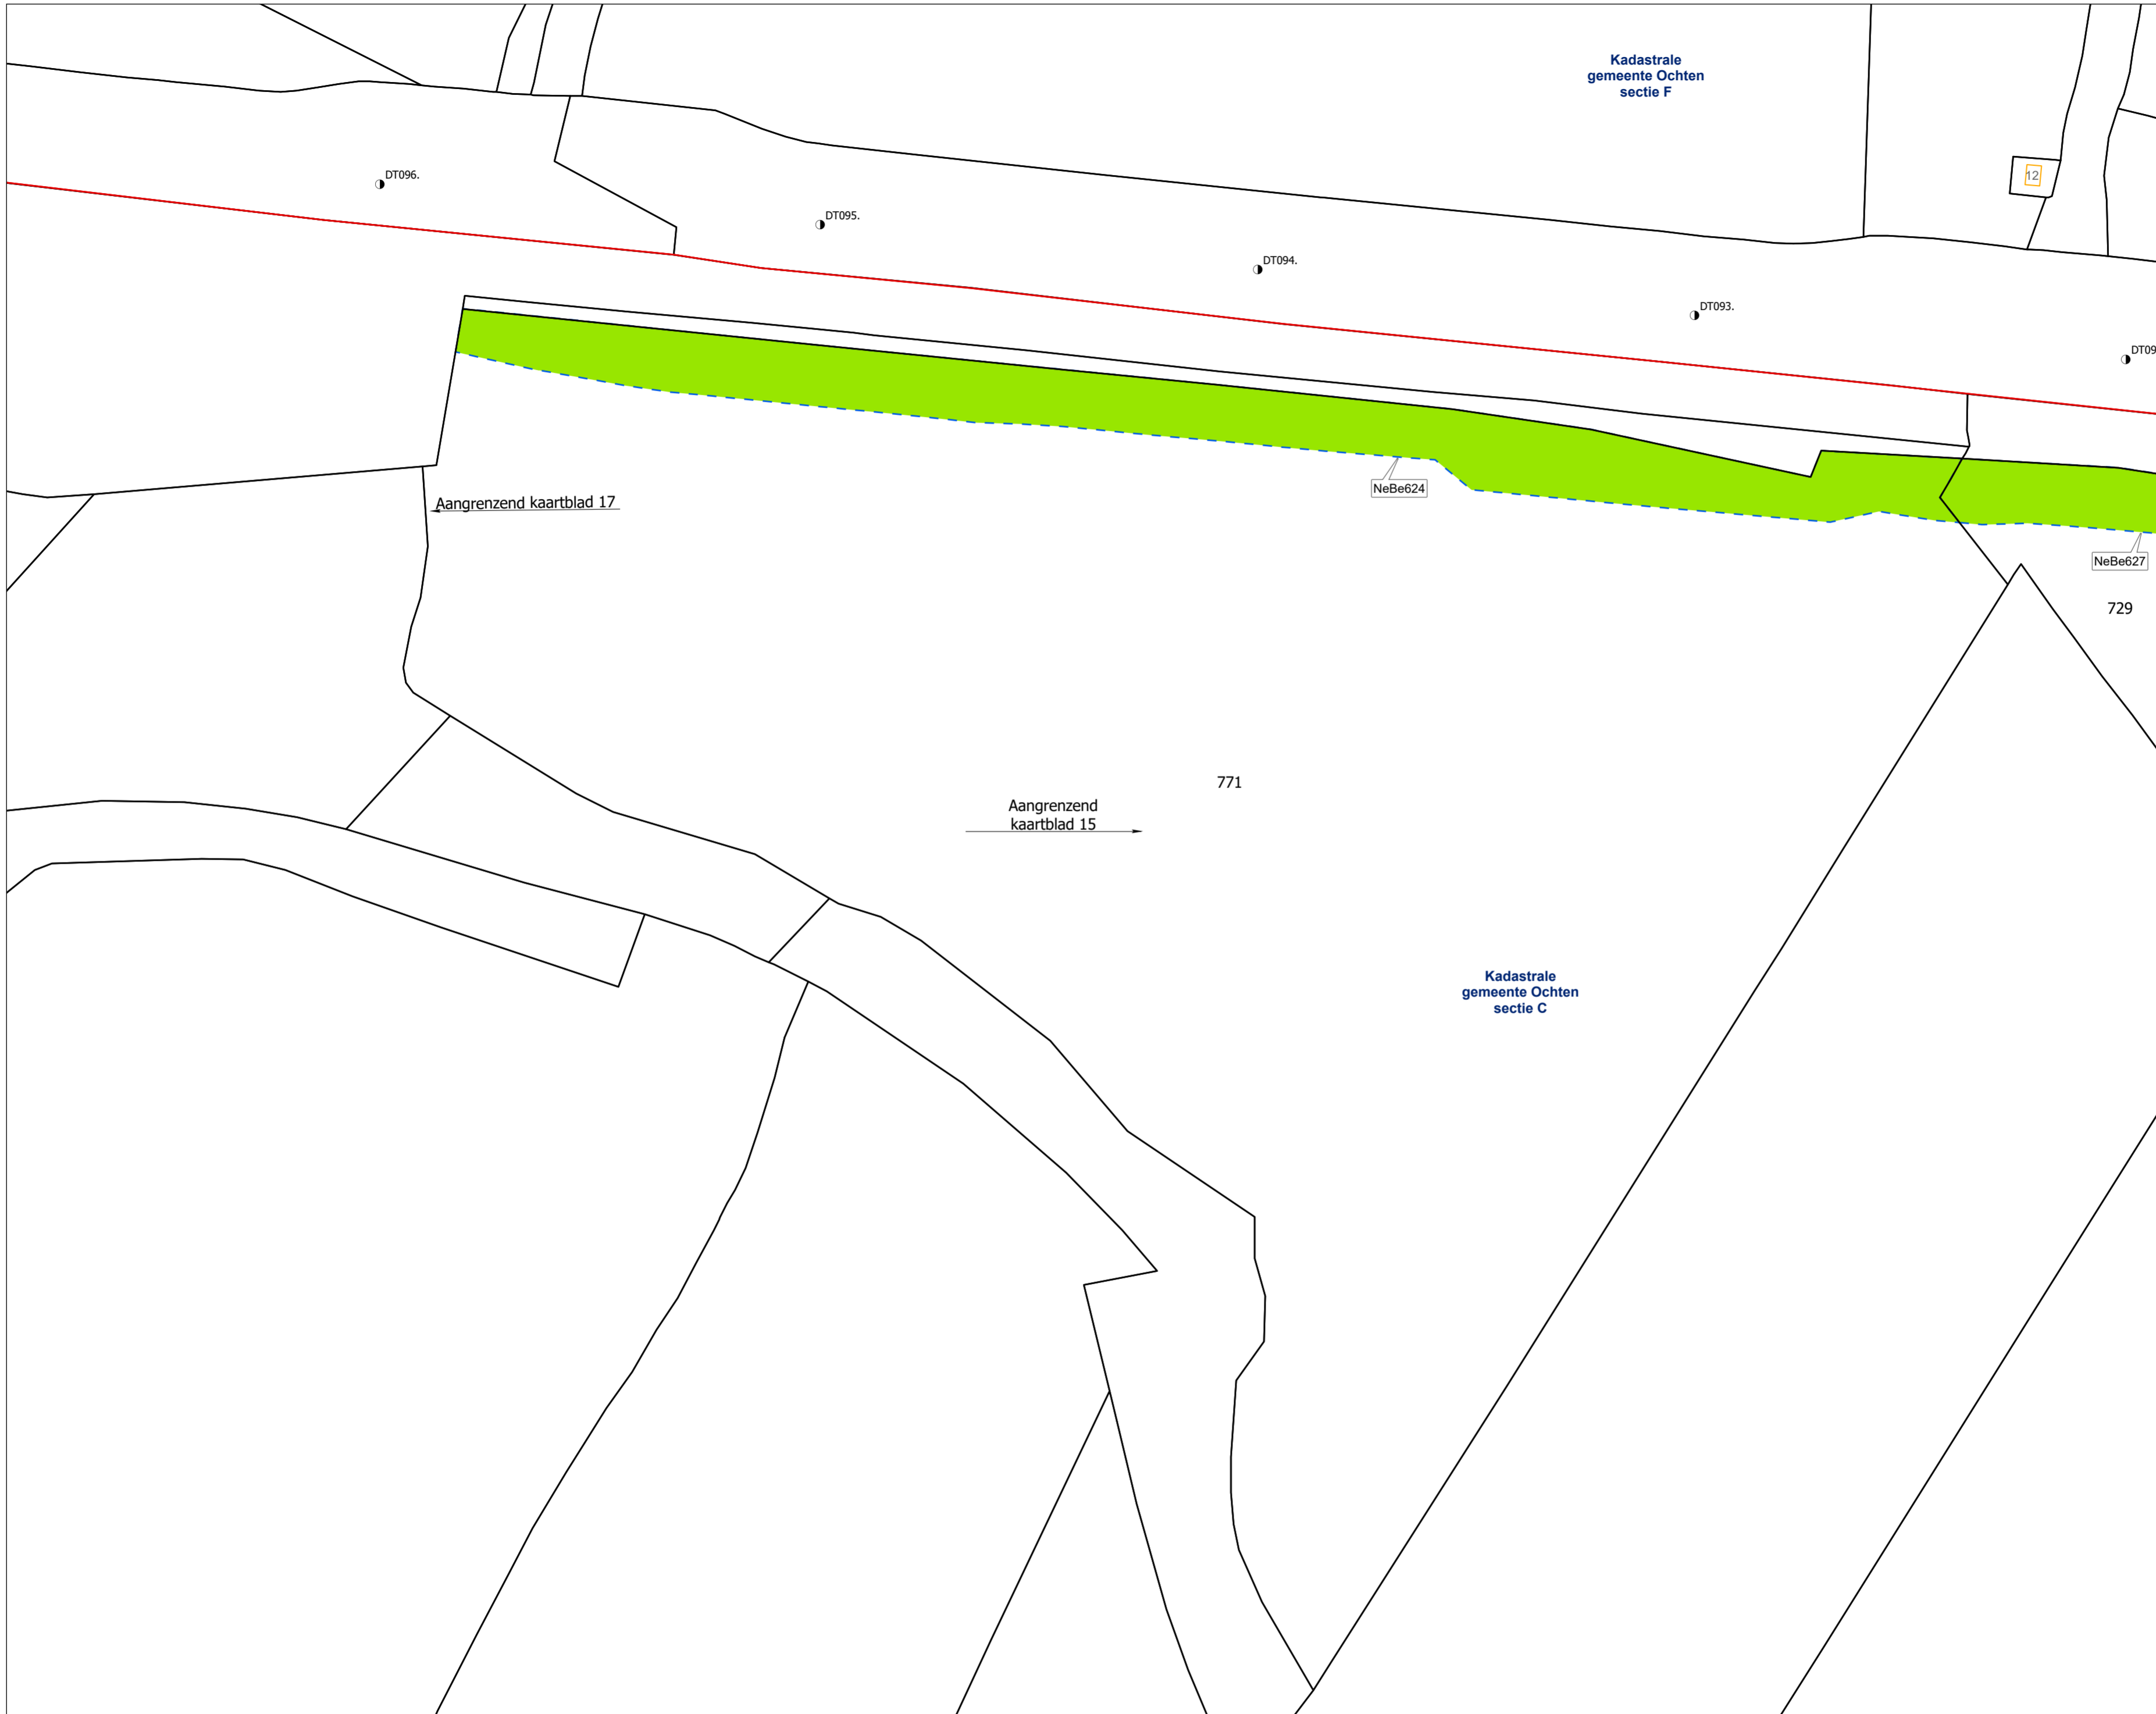 Kadastrale
gemeente Ochten
sectie F
12
DT096.
DT095.
DT094.
DT093.
DT09
NeBe624
Aangrenzend kaartblad 17
NeBe627
729
771
Aangrenzend
kaartblad 15
Kadastrale
gemeente Ochten
sectie C